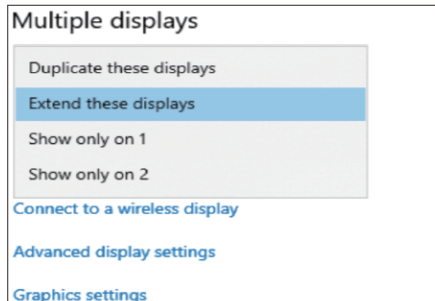 Multiple displays
Duplicate these displays
Extend these displays
Show only on 1
Show only on 2
Connect to a wireless display
Advanced display settings
Graphics settings